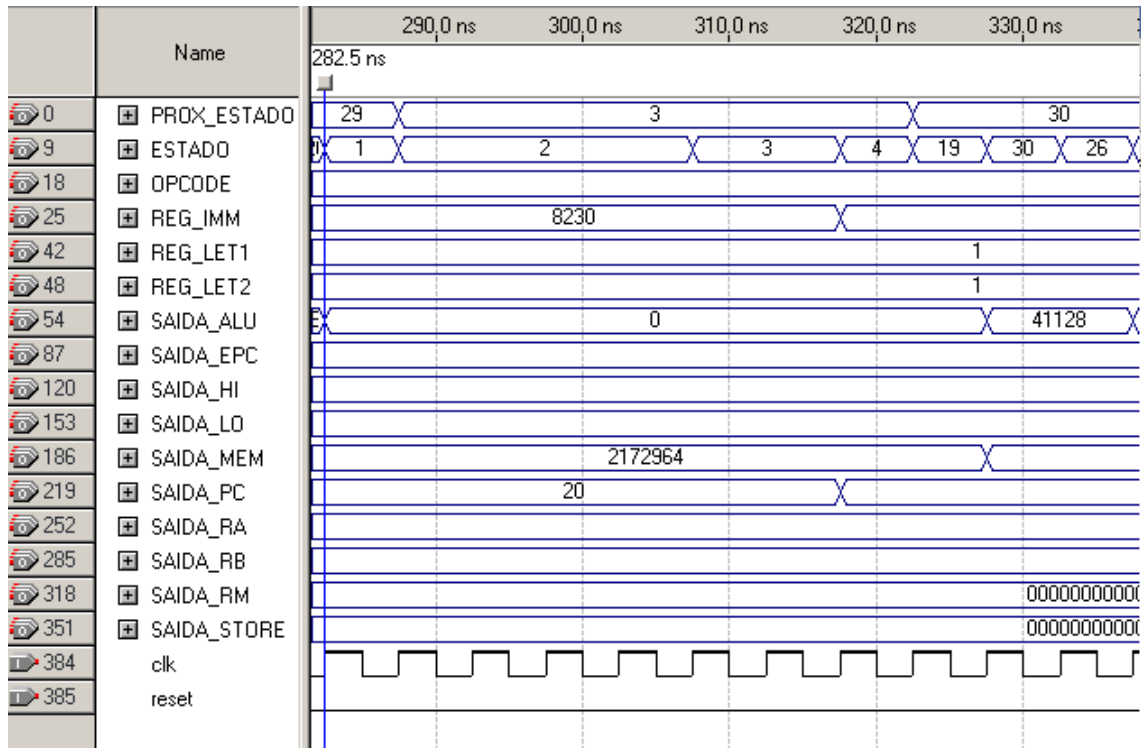 290,0 ns 300,0 ns 310,0 ns 320,0 ns 330,0 ns
Name
282.5 ns
0 PROX_ESTADO 29 3 30
9 ESTADO 1 2 3 4 19 30 26
18 OPCODE
25 REG_IMM 8230
42 REG_LET1 1
48 REG_LET2 1
54 SAIDA_ALU 0 41128
87 SAIDA_EPC
120 SAIDA_HI
153 SAIDA_LO
186 SAIDA_MEM 2172964
219 SAIDA_PC 20
252 SAIDA_RA
285 SAIDA_RB
318 SAIDA_RM 00000000000
351 SAIDA_STORE 00000000000
384 clk
385 reset